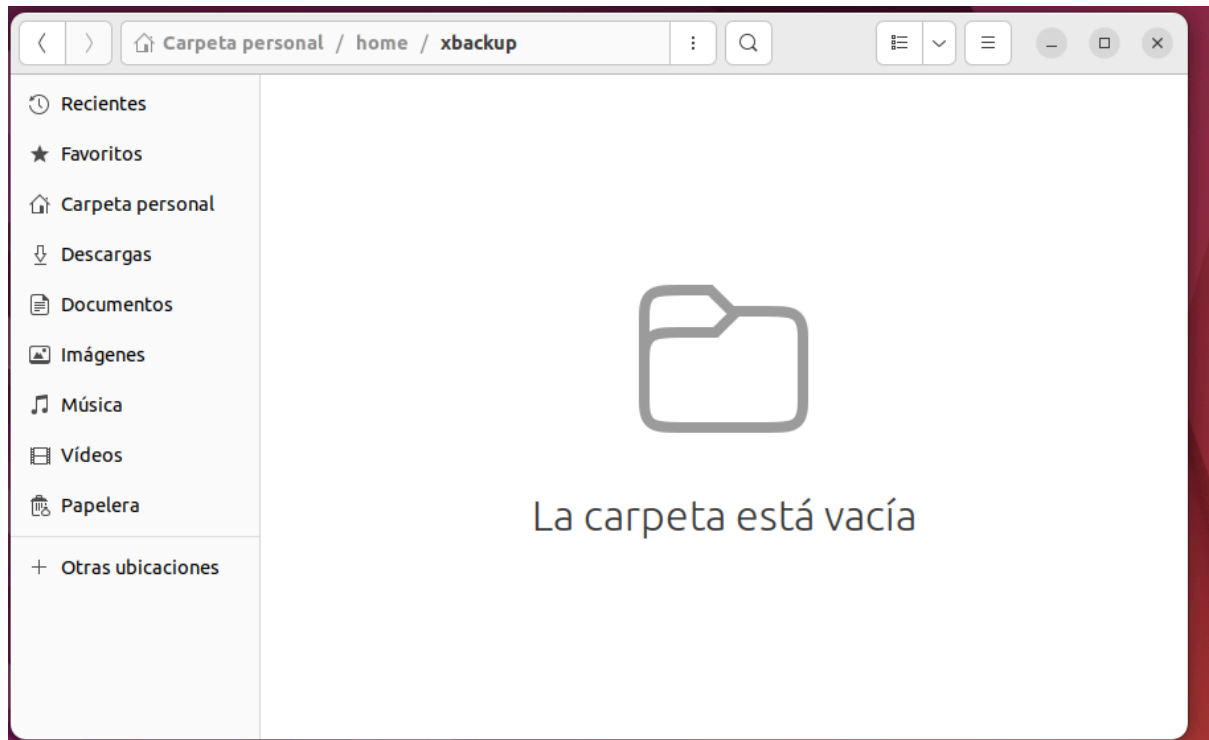 Carpeta personal / home / xbackup
Recientes
Favoritos
Carpeta personal
Descargas
Documentos
Imágenes
Música
Vídeos
Papelera
Otras ubicaciones
La carpeta está vacía